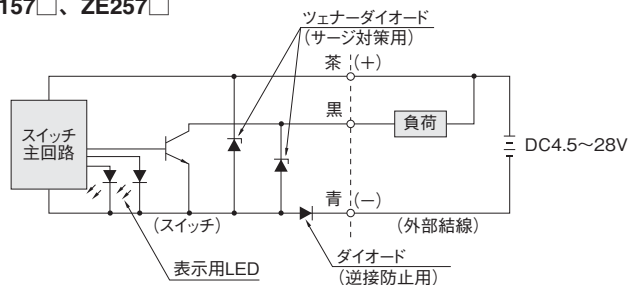 157□、ZE257□
ツェナーダイオード
(サージ対策用)
茶 (+)
黒
負荷
スイッチ
主回路
DC4.5～28V
青 (−)
(スイッチ)
(外部結線)
表示用LED
ダイオード
(逆接防止用)